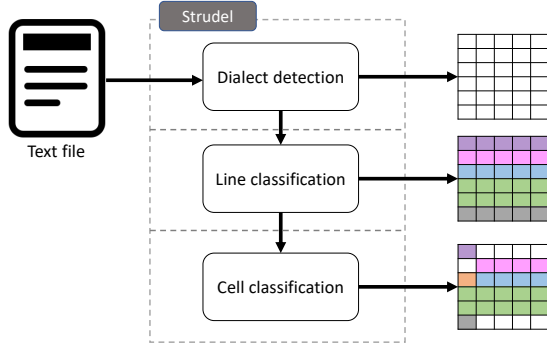 Strudel
Dialect detection
Text file
Line classification
Cell classification